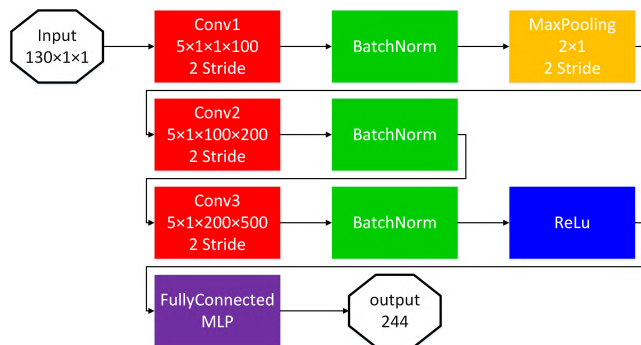 Input
130×1×1
Conv1
5×1×1×100
2 Stride
BatchNorm
MaxPooling
2×1
2 Stride
Conv2
5×1×100×200
2 Stride
BatchNorm
Conv3
5×1×200×500
2 Stride
BatchNorm
ReLu
FullyConnected
MLP
output
244